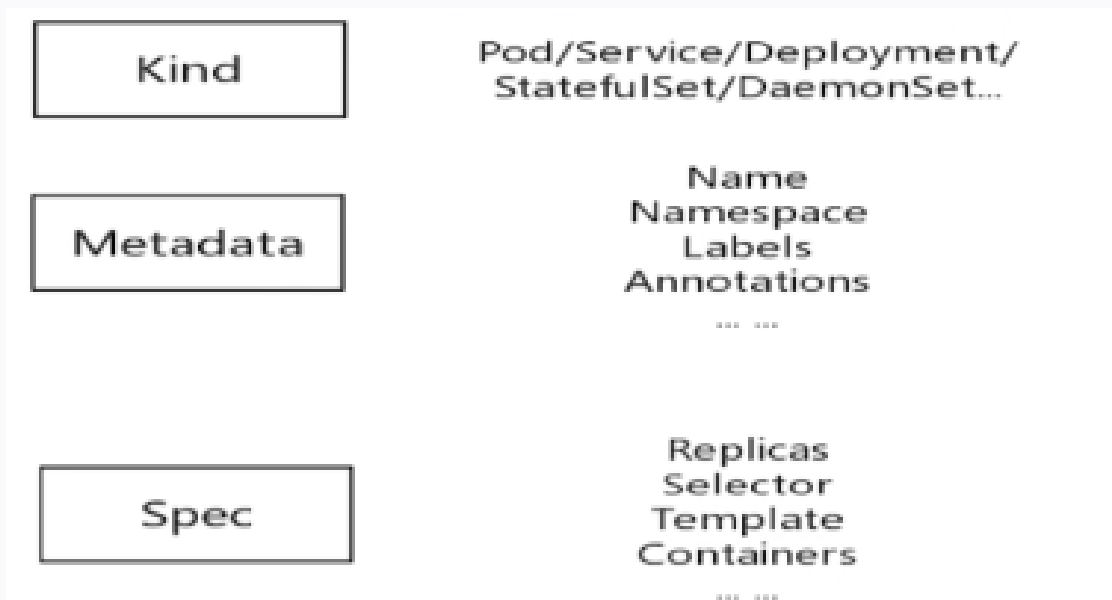 Kind
Pod/Service/Deployment/
StatefulSet/DaemonSet...
Metadata
Name
Namespace
Labels
Annotations
... ...
Spec
Replicas
Selector
Template
Containers
... ...